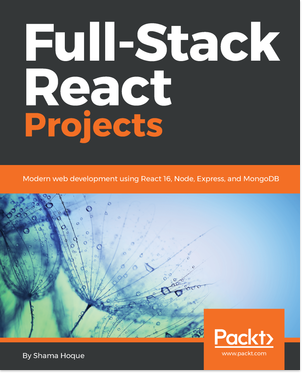 Full-Stack
React
Projects
Modern web development using React 16, Node, Express, and MongoDB
By Shama Hoque
Packt>
www.packt.com